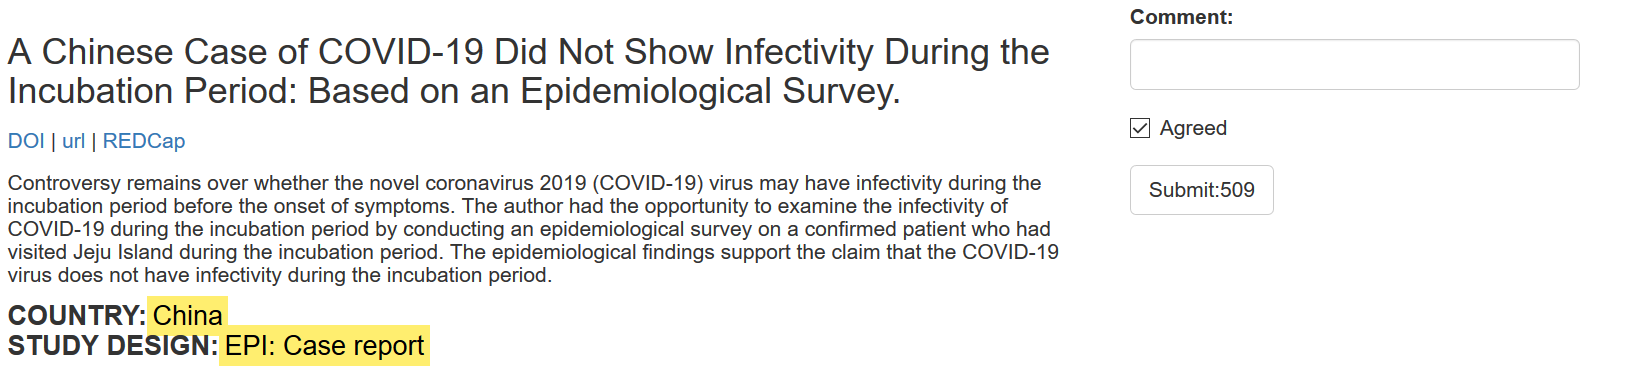 A Chinese Case of COVID-19 Did Not Show Infectivity During the
Incubation Period: Based on an Epidemiological Survey.
DOI | url | REDCap
Controversy remains over whether the novel coronavirus 2019 (COVID-19) virus may have infectivity during the
incubation period before the onset of symptoms. The author had the opportunity to examine the infectivity of
COVID-19 during the incubation period by conducting an epidemiological survey on a confirmed patient who had
visited Jeju Island during the incubation period. The epidemiological findings support the claim that the COVID-19
virus does not have infectivity during the incubation period.
COUNTRY: China
STUDY DESIGN: EPI: Case report
Comment:
Agreed
Submit:509